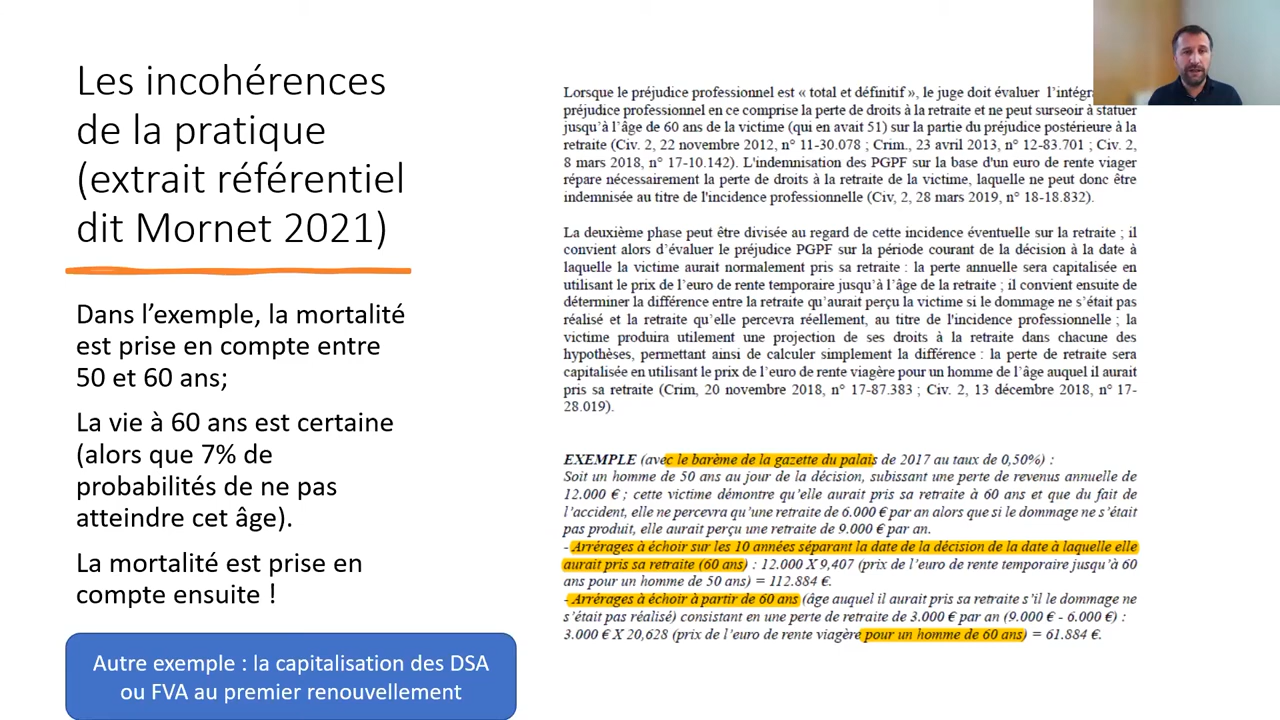 Les incohérences
de la pratique
(extrait référentiel
dit Mornet 2021)
Dans l’exemple, la mortalité
est prise en compte entre
50 et 60 ans;
La vie à 60 ans est certaine
(alors que 7% de
probabilités de ne pas
atteindre cet âge).
La mortalité est prise en
compte ensuite !
Autre exemple : la capitalisation des DSA
ou FVA au premier renouvellement
Lorsque le préjudice professionnel est « total et définitif », le juge doit évaluer l’intégr
préjudice professionnel en ce comprise la perte de droits à la retraite et ne peut surseoir à statuer
jusqu’à l’âge de 60 ans de la victime (qui en avait 51) sur la partie du préjudice postérieure à la
retraite (Civ. 2, 22 novembre 2012, n° 11-30.078 ; Crim., 23 avril 2013, n° 12-83.701 ; Civ. 2,
8 mars 2018, n° 17-10.142). L'indemnisation des PGPF sur la base d'un euro de rente viager
répare nécessairement la perte de droits à la retraite de la victime, laquelle ne peut donc être
indemnisée au titre de l'incidence professionnelle (Civ, 2, 28 mars 2019, n° 18-18.832).
La deuxième phase peut être divisée au regard de cette incidence éventuelle sur la retraite ; il
convient alors d’évaluer le préjudice PGPF sur la période courant de la décision à la date à
laquelle la victime aurait normalement pris sa retraite : la perte annuelle sera capitalisée en
utilisant le prix de l’euro de rente temporaire jusqu’à l’âge de la retraite ; il convient ensuite de
déterminer la différence entre la retraite qu’aurait perçu la victime si le dommage ne s’était pas
réalisé et la retraite qu’elle percevra réellement, au titre de l'incidence professionnelle ; la
victime produira utilement une projection de ses droits à la retraite dans chacune des
hypothèses, permettant ainsi de calculer simplement la différence : la perte de retraite sera
capitalisée en utilisant le prix de l’euro de rente viagère pour un homme de l’âge auquel il aurait
pris sa retraite (Crim, 20 novembre 2018, n° 17-87.383 ; Civ. 2, 13 décembre 2018, n° 17-
28.019).
EXEMPLE (avec le barème de la gazette du palais de 2017 au taux de 0,50%) :
Soit un homme de 50 ans au jour de la décision, subissant une perte de revenus annuelle de
12.000 € ; cette victime démontre qu’elle aurait pris sa retraite à 60 ans et que du fait de
l’accident, elle ne percevra qu’une retraite de 6.000 € par an alors que si le dommage ne s’était
pas produit, elle aurait perçu une retraite de 9.000 € par an.
- Arrérages à échoir sur les 10 années séparant la date de la décision de la date à laquelle elle
aurait pris sa retraite (60 ans) : 12.000 X 9,407 (prix de l’euro de rente temporaire jusqu’à 60
ans pour un homme de 50 ans) = 112.884 €.
- Arrérages à échoir à partir de 60 ans (âge auquel il aurait pris sa retraite s’il le dommage ne
s’était pas réalisé) consistant en une perte de retraite de 3.000 € par an (9.000 € - 6.000 €) :
3.000 € X 20,628 (prix de l’euro de rente viagère pour un homme de 60 ans) = 61.884 €.